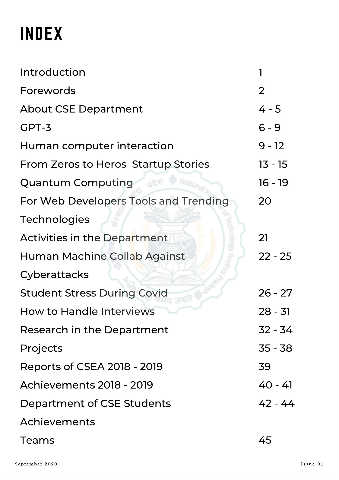 INDEX
Introduction 1
Forewords 2
About CSE Department 4 - 5
GPT-3 6 - 9
Human computer interaction 9 - 12
From Zeros to Heros Startup Stories 13 - 15
Quantum Computing 16 - 19
For Web Developers Tools and Trending 20
Technologies
Activities in the Department 21
Human Machine Collab Against 22 - 25
Cyberattacks
Student Stress During Covid 26 - 27
How to Handle Interviews 28 - 31
Research in the Department 32 - 34
Projects 35 - 38
Reports of CSEA 2018 - 2019 39
Achievements 2018 - 2019 40 - 41
Department of CSE Students 42 - 44
Achievements
Teams 45
September 2020